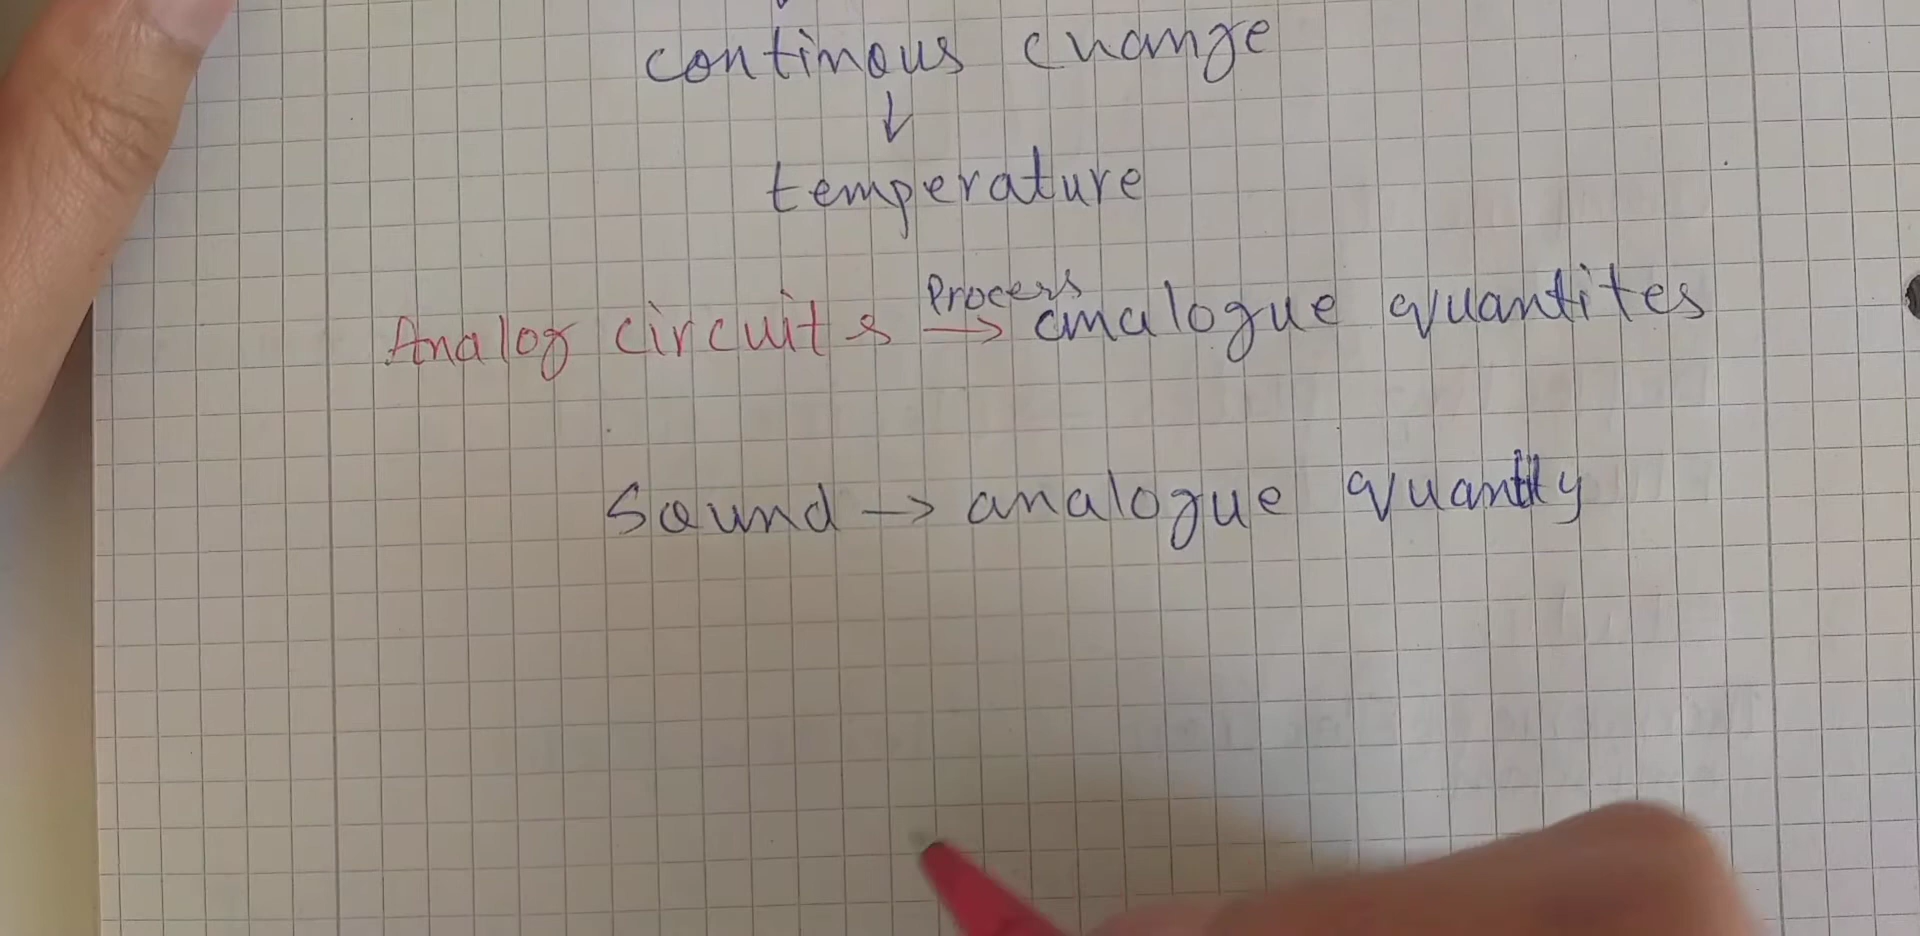 continous change
↓
temperature
Process
Analog circuits → analogue quantites
Sound → analogue quantity